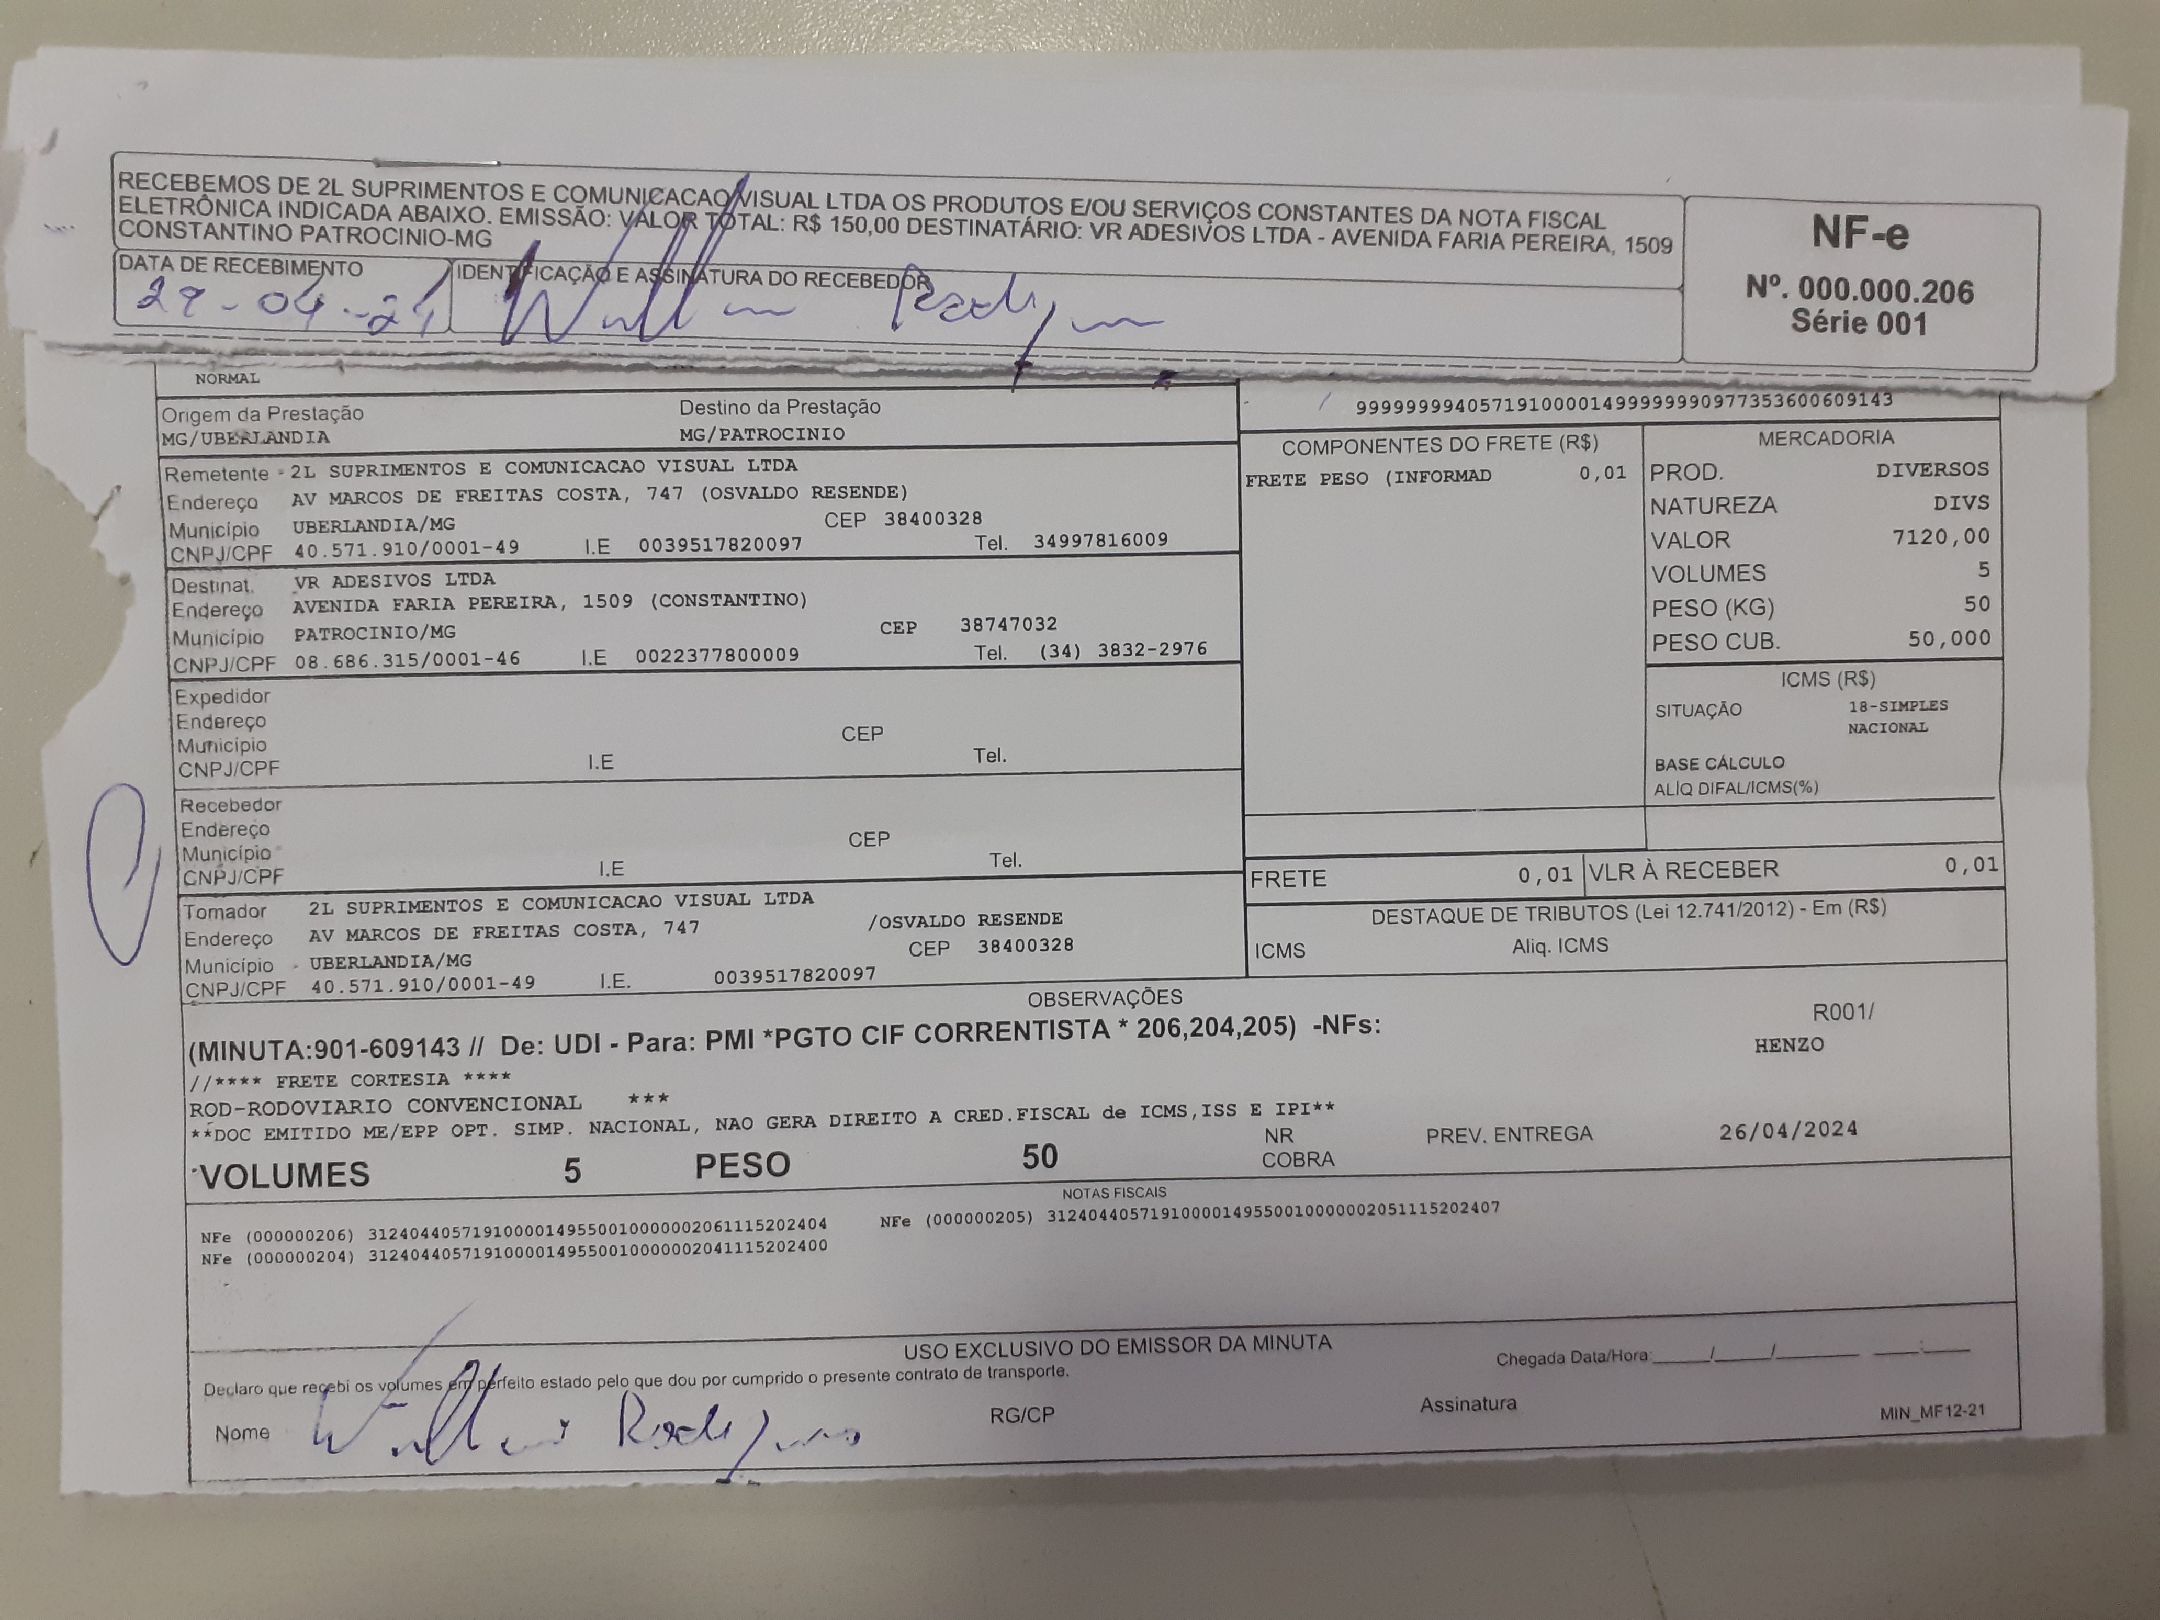 RECEBEMOS DE 2L SUPRIMENTOS E COMUNICACAO VISUAL LTDA OS PRODUTOS E/OU SERVIÇOS CONSTANTES DA NOTA FISCAL
ELETRÔNICA INDICADA ABAIXO. EMISSÃO: VALOR TOTAL: R$ 150,00 DESTINATÁRIO: VR ADESIVOS LTDA - AVENIDA FARIA PEREIRA, 1509
CONSTANTINO PATROCINIO-MG
NF-e
Nº. 000.000.206
Série 001
DATA DE RECEBIMENTO
IDENTIFICAÇÃO E ASSINATURA DO RECEBEDOR
NORMAL
Origem da Prestação Destino da Prestação
MG/UBERLANDIA MG/PATROCINIO
Remetente 2L SUPRIMENTOS E COMUNICACAO VISUAL LTDA
Endereço AV MARCOS DE FREITAS COSTA, 747 (OSVALDO RESENDE)
Município UBERLANDIA/MG CEP 38400328
CNPJ/CPF 40.571.910/0001-49 I.E 0039517820097 Tel. 34997816009
Destinat. VR ADESIVOS LTDA
Endereço AVENIDA FARIA PEREIRA, 1509 (CONSTANTINO)
Município PATROCINIO/MG CEP 38747032
CNPJ/CPF 08.686.315/0001-46 I.E 0022377800009 Tel. (34) 3832-2976
Expedidor
Endereço
Município CEP
CNPJ/CPF I.E Tel.
Recebedor
Endereço
Município CEP
CNPJ/CPF I.E Tel.
Tomador 2L SUPRIMENTOS E COMUNICACAO VISUAL LTDA
Endereço AV MARCOS DE FREITAS COSTA, 747 /OSVALDO RESENDE
Município UBERLANDIA/MG CEP 38400328
CNPJ/CPF 40.571.910/0001-49 I.E. 0039517820097
COMPONENTES DO FRETE (R$)
FRETE PESO (INFORMAD 0,01
MERCADORIA
PROD. DIVERSOS
NATUREZA DIVS
VALOR 7120,00
VOLUMES 5
PESO (KG) 50
PESO CUB. 50,000
ICMS (R$)
SITUAÇÃO 18-SIMPLES
NACIONAL
BASE CÁLCULO
ALÍQ DIFAL/ICMS(%)
FRETE 0,01 VLR À RECEBER 0,01
DESTAQUE DE TRIBUTOS (Lei 12.741/2012) - Em (R$)
ICMS Aliq. ICMS
OBSERVAÇÕES
(MINUTA:901-609143 // De: UDI - Para: PMI *PGTO CIF CORRENTISTA * 206,204,205) -NFs:
R001/
HENZO
//**** FRETE CORTESIA ****
ROD-RODOVIARIO CONVENCIONAL ***
**DOC EMITIDO ME/EPP OPT. SIMP. NACIONAL, NAO GERA DIREITO A CRED.FISCAL de ICMS,ISS E IPI**
VOLUMES 5 PESO 50 NR
COBRA PREV. ENTREGA 26/04/2024
NOTAS FISCAIS
NFe (000000206) 31240440571910000149550010000002061115202404 NFe (000000205) 31240440571910000149550010000002051115202407
NFe (000000204) 31240440571910000149550010000002041115202400
USO EXCLUSIVO DO EMISSOR DA MINUTA
Declaro que recebi os volumes em perfeito estado pelo que dou por cumprido o presente contrato de transporte.
Chegada Data/Hora:____/____/______ ____:____
Nome RG/CP Assinatura
MIN_MF12-21